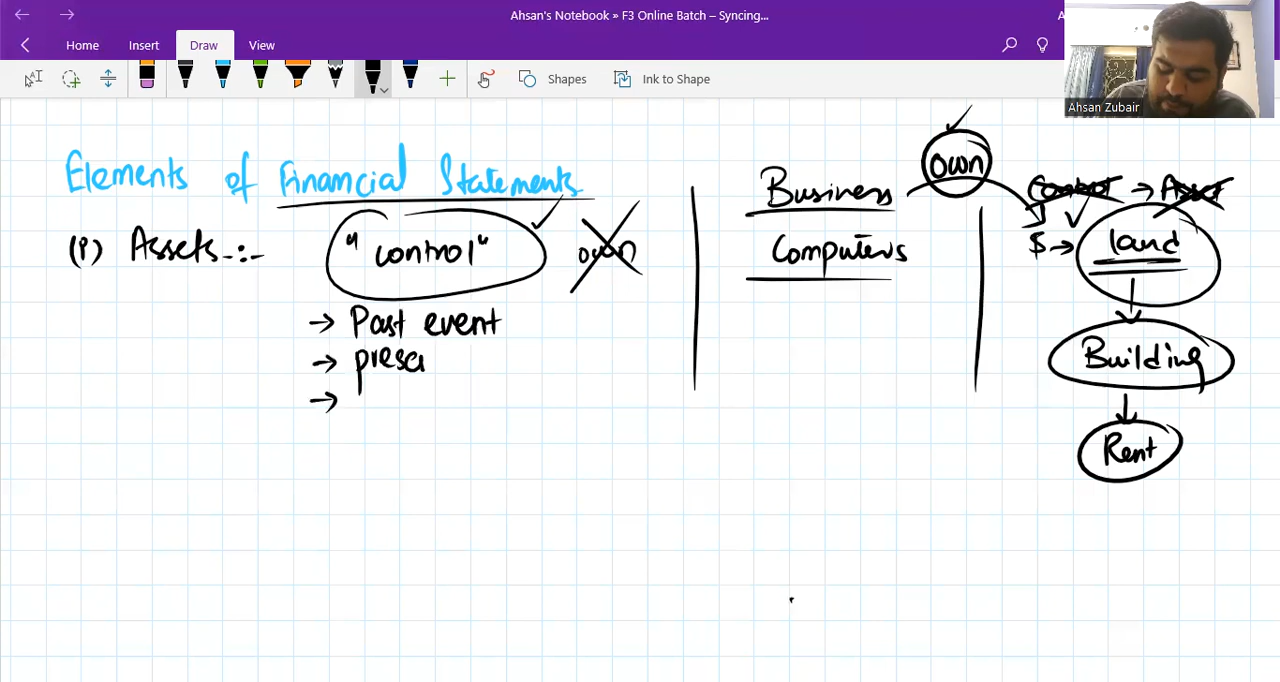 Ahsan's Notebook » F3 Online Batch – Syncing...
Home Insert Draw View
Shapes Ink to Shape
Ahsan Zubair
Elements of Financial Statements
(i) Assets-:-
"control" own
→ Past event
→ presa
→
Business
Computers
own
Control → Asset
$→ land
Building
Rent